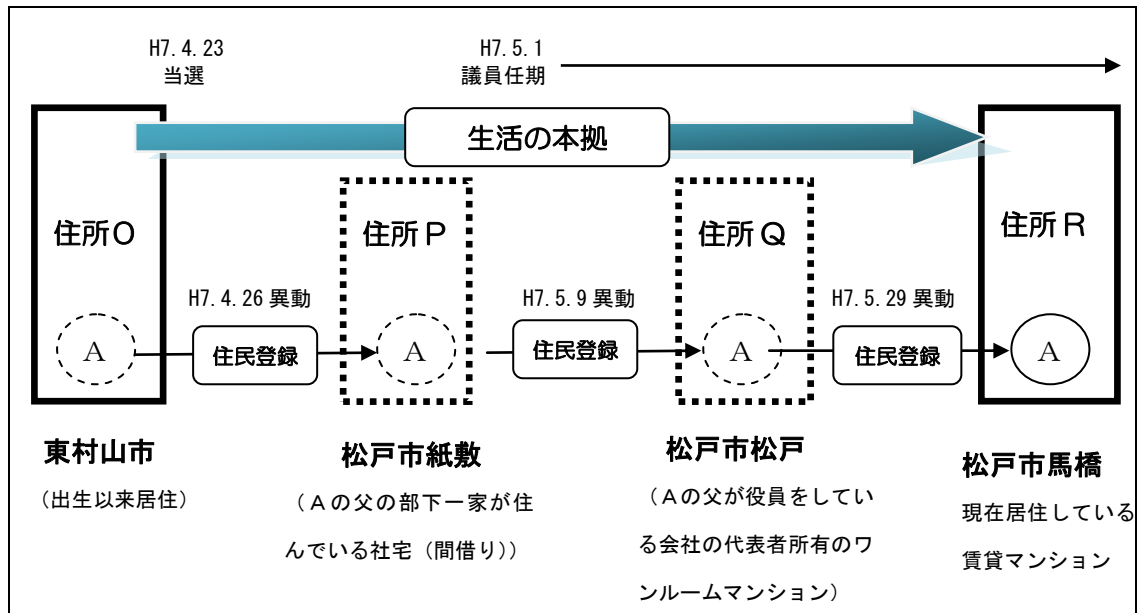 H7.4.23
当選
H7.5.1
議員任期
生活の本拠
住所O
住所P
住所Q
住所R
H7.4.26 異動
H7.5.9 異動
H7.5.29 異動
A
住民登録
A
住民登録
A
住民登録
A
東村山市
(出生以来居住)
松戸市紙敷
(Aの父の部下一家が住
んでいる社宅(間借り))
松戸市松戸
(Aの父が役員をしてい
る会社の代表者所有のワ
ンルームマンション)
松戸市馬橋
現在居住している
賃貸マンション